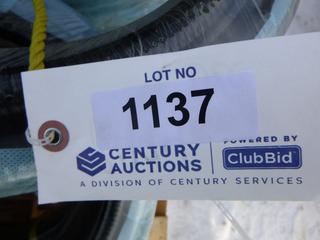 LOT NO
1137
CENTURY
AUCTIONS
POWERED BY
ClubBid
A DIVISION OF CENTURY SERVICES